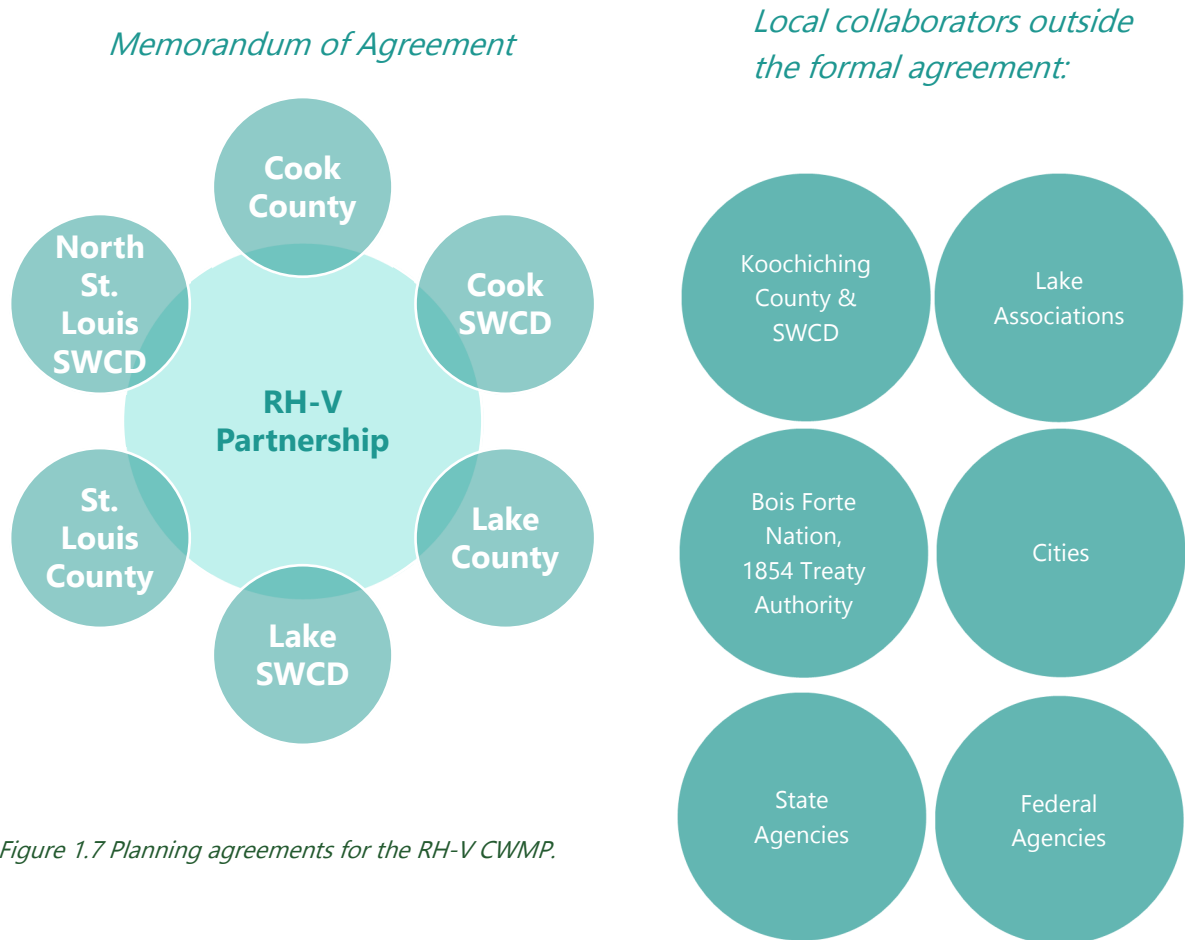 Memorandum of Agreement
Cook
County
North
St.
Louis
SWCD
Cook
SWCD
RH-V
Partnership
St.
Louis
County
Lake
County
Lake
SWCD
Figure 1.7 Planning agreements for the RH-V CWMP.
Local collaborators outside
the formal agreement:
Koochiching
County &
SWCD
Lake
Associations
Bois Forte
Nation,
1854 Treaty
Authority
Cities
State
Agencies
Federal
Agencies